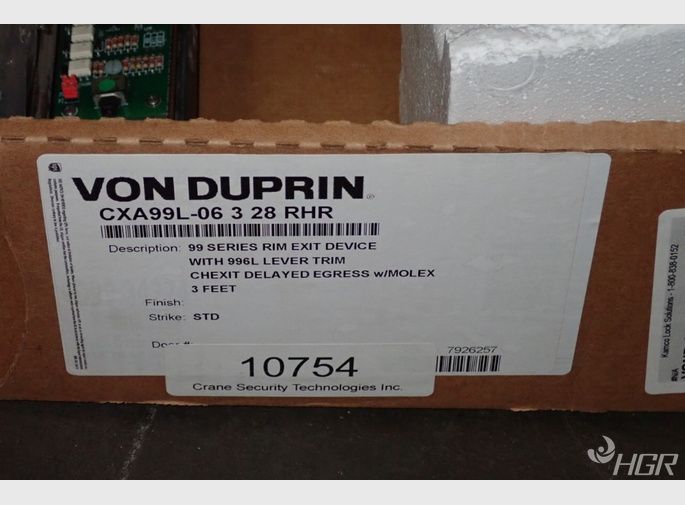 VON DUPRIN®
CXA99L-06 3 28 RHR
Description: 99 SERIES RIM EXIT DEVICE
WITH 996L LEVER TRIM
CHEXIT DELAYED EGRESS w/MOLEX
3 FEET
Finish:
Strike: STD
Door #:
7926257
10754
Crane Security Technologies Inc.
Kamco Lock Solutions - 1-800-838-0152
#N/A
HGR